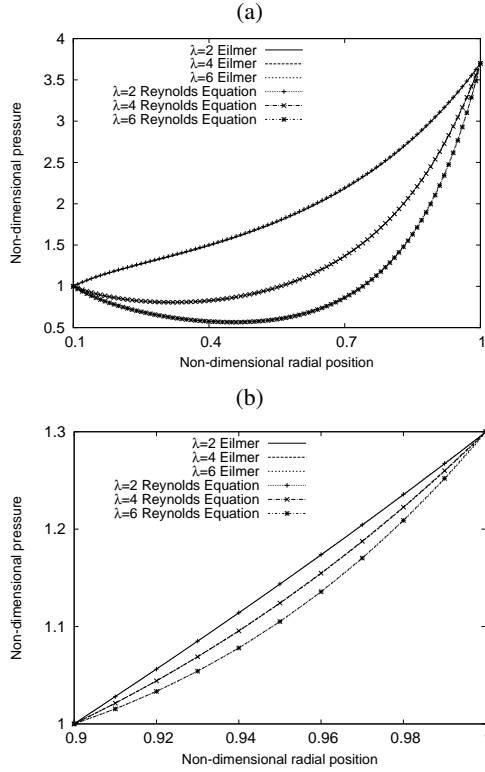 (a)
4
3.5
3
2.5
2
1.5
1
0.5
Non-dimensional pressure
λ=2 Eilmer
λ=4 Eilmer
λ=6 Eilmer
λ=2 Reynolds Equation
λ=4 Reynolds Equation
λ=6 Reynolds Equation
0.1 0.4 0.7 1
Non-dimensional radial position
(b)
1.3
1.2
1.1
1
Non-dimensional pressure
λ=2 Eilmer
λ=4 Eilmer
λ=6 Eilmer
λ=2 Reynolds Equation
λ=4 Reynolds Equation
λ=6 Reynolds Equation
0.9 0.92 0.94 0.96 0.98
Non-dimensional radial position